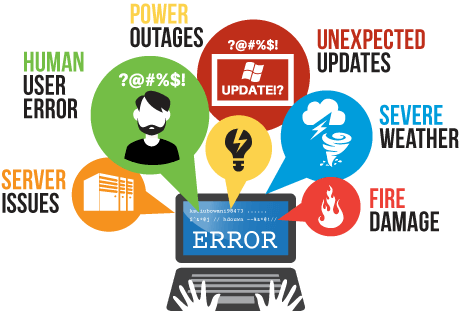 POWER
OUTAGES
HUMAN
USER
ERROR
?@#%$!
?@#%$!
UPDATE!?
UNEXPECTED
UPDATES
SEVERE
WEATHER
SERVER
ISSUES
FIRE
DAMAGE
ERROR